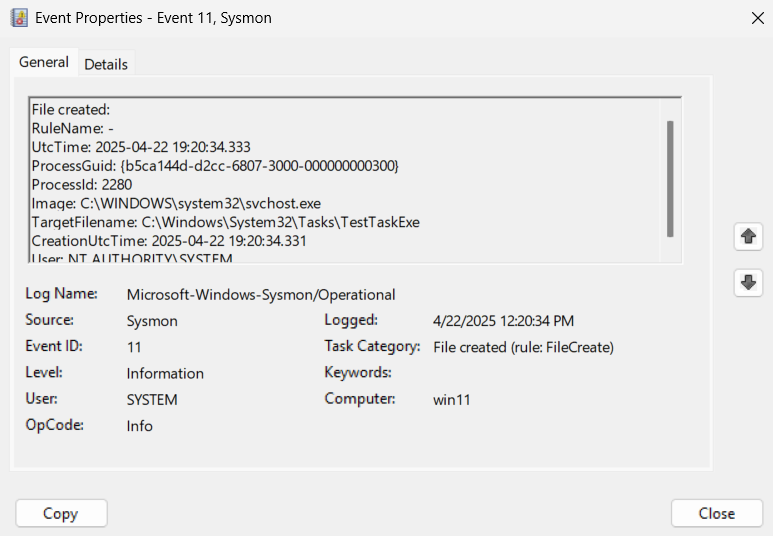 Event Properties - Event 11, Sysmon
General Details
File created:
RuleName: -
UtcTime: 2025-04-22 19:20:34.333
ProcessGuid: {b5ca144d-d2cc-6807-3000-000000000300}
ProcessId: 2280
Image: C:\WINDOWS\system32\svchost.exe
TargetFilename: C:\Windows\System32\Tasks\TestTaskExe
CreationUtcTime: 2025-04-22 19:20:34.331
User: NT AUTHORITY\SYSTEM
Log Name: Microsoft-Windows-Sysmon/Operational
Source: Sysmon Logged: 4/22/2025 12:20:34 PM
Event ID: 11 Task Category: File created (rule: FileCreate)
Level: Information Keywords:
User: SYSTEM Computer: win11
OpCode: Info
Copy Close